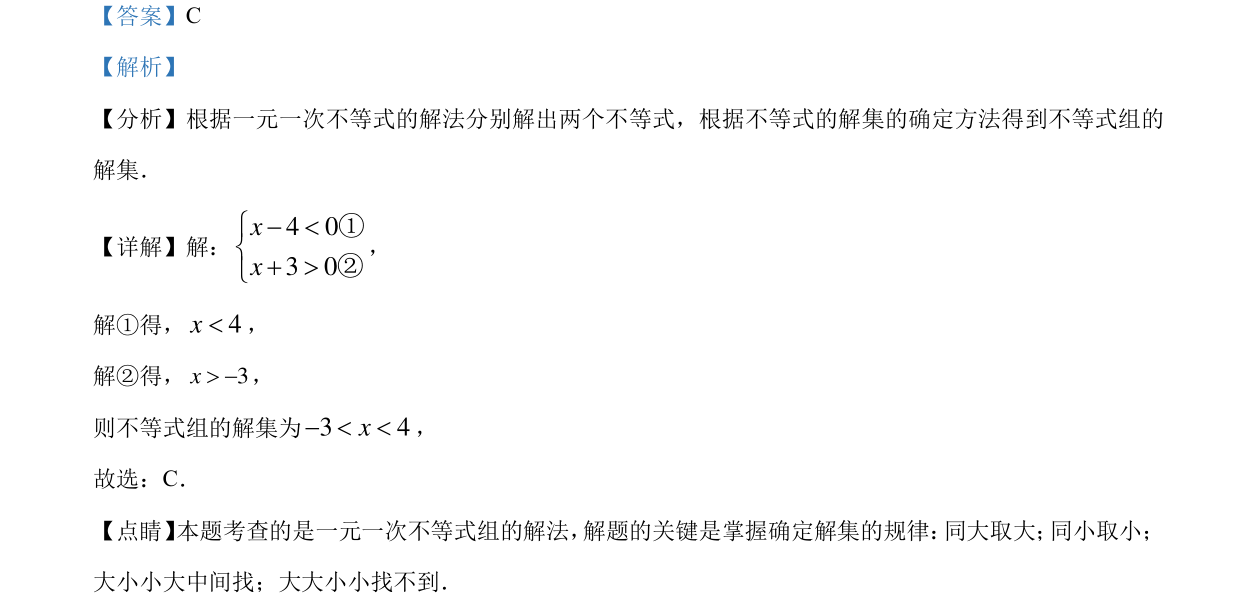 【答案】C
【解析】
【分析】根据一元一次不等式的解法分别解出两个不等式，根据不等式的解集的确定方法得到不等式组的
解集．
【详解】解：{x−4<0①
x+3>0②，
解①得，x<4，
解②得，x>−3，
则不等式组的解集为−3<x<4，
故选：C．
【点睛】本题考查的是一元一次不等式组的解法，解题的关键是掌握确定解集的规律：同大取大；同小取小；
大小小大中间找；大大小小找不到．